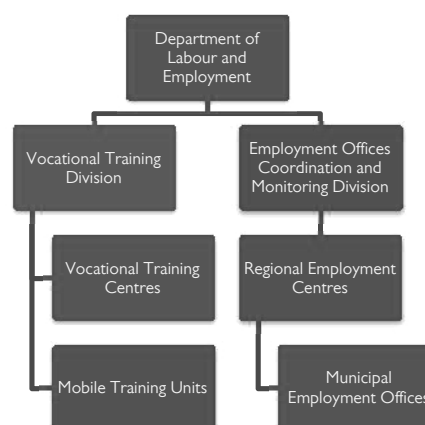 Department of
Labour and
Employment
Vocational Training
Division
Employment Offices
Coordination and
Monitoring Division
Vocational Training
Centres
Regional Employment
Centres
Mobile Training Units
Municipal
Employment Offices